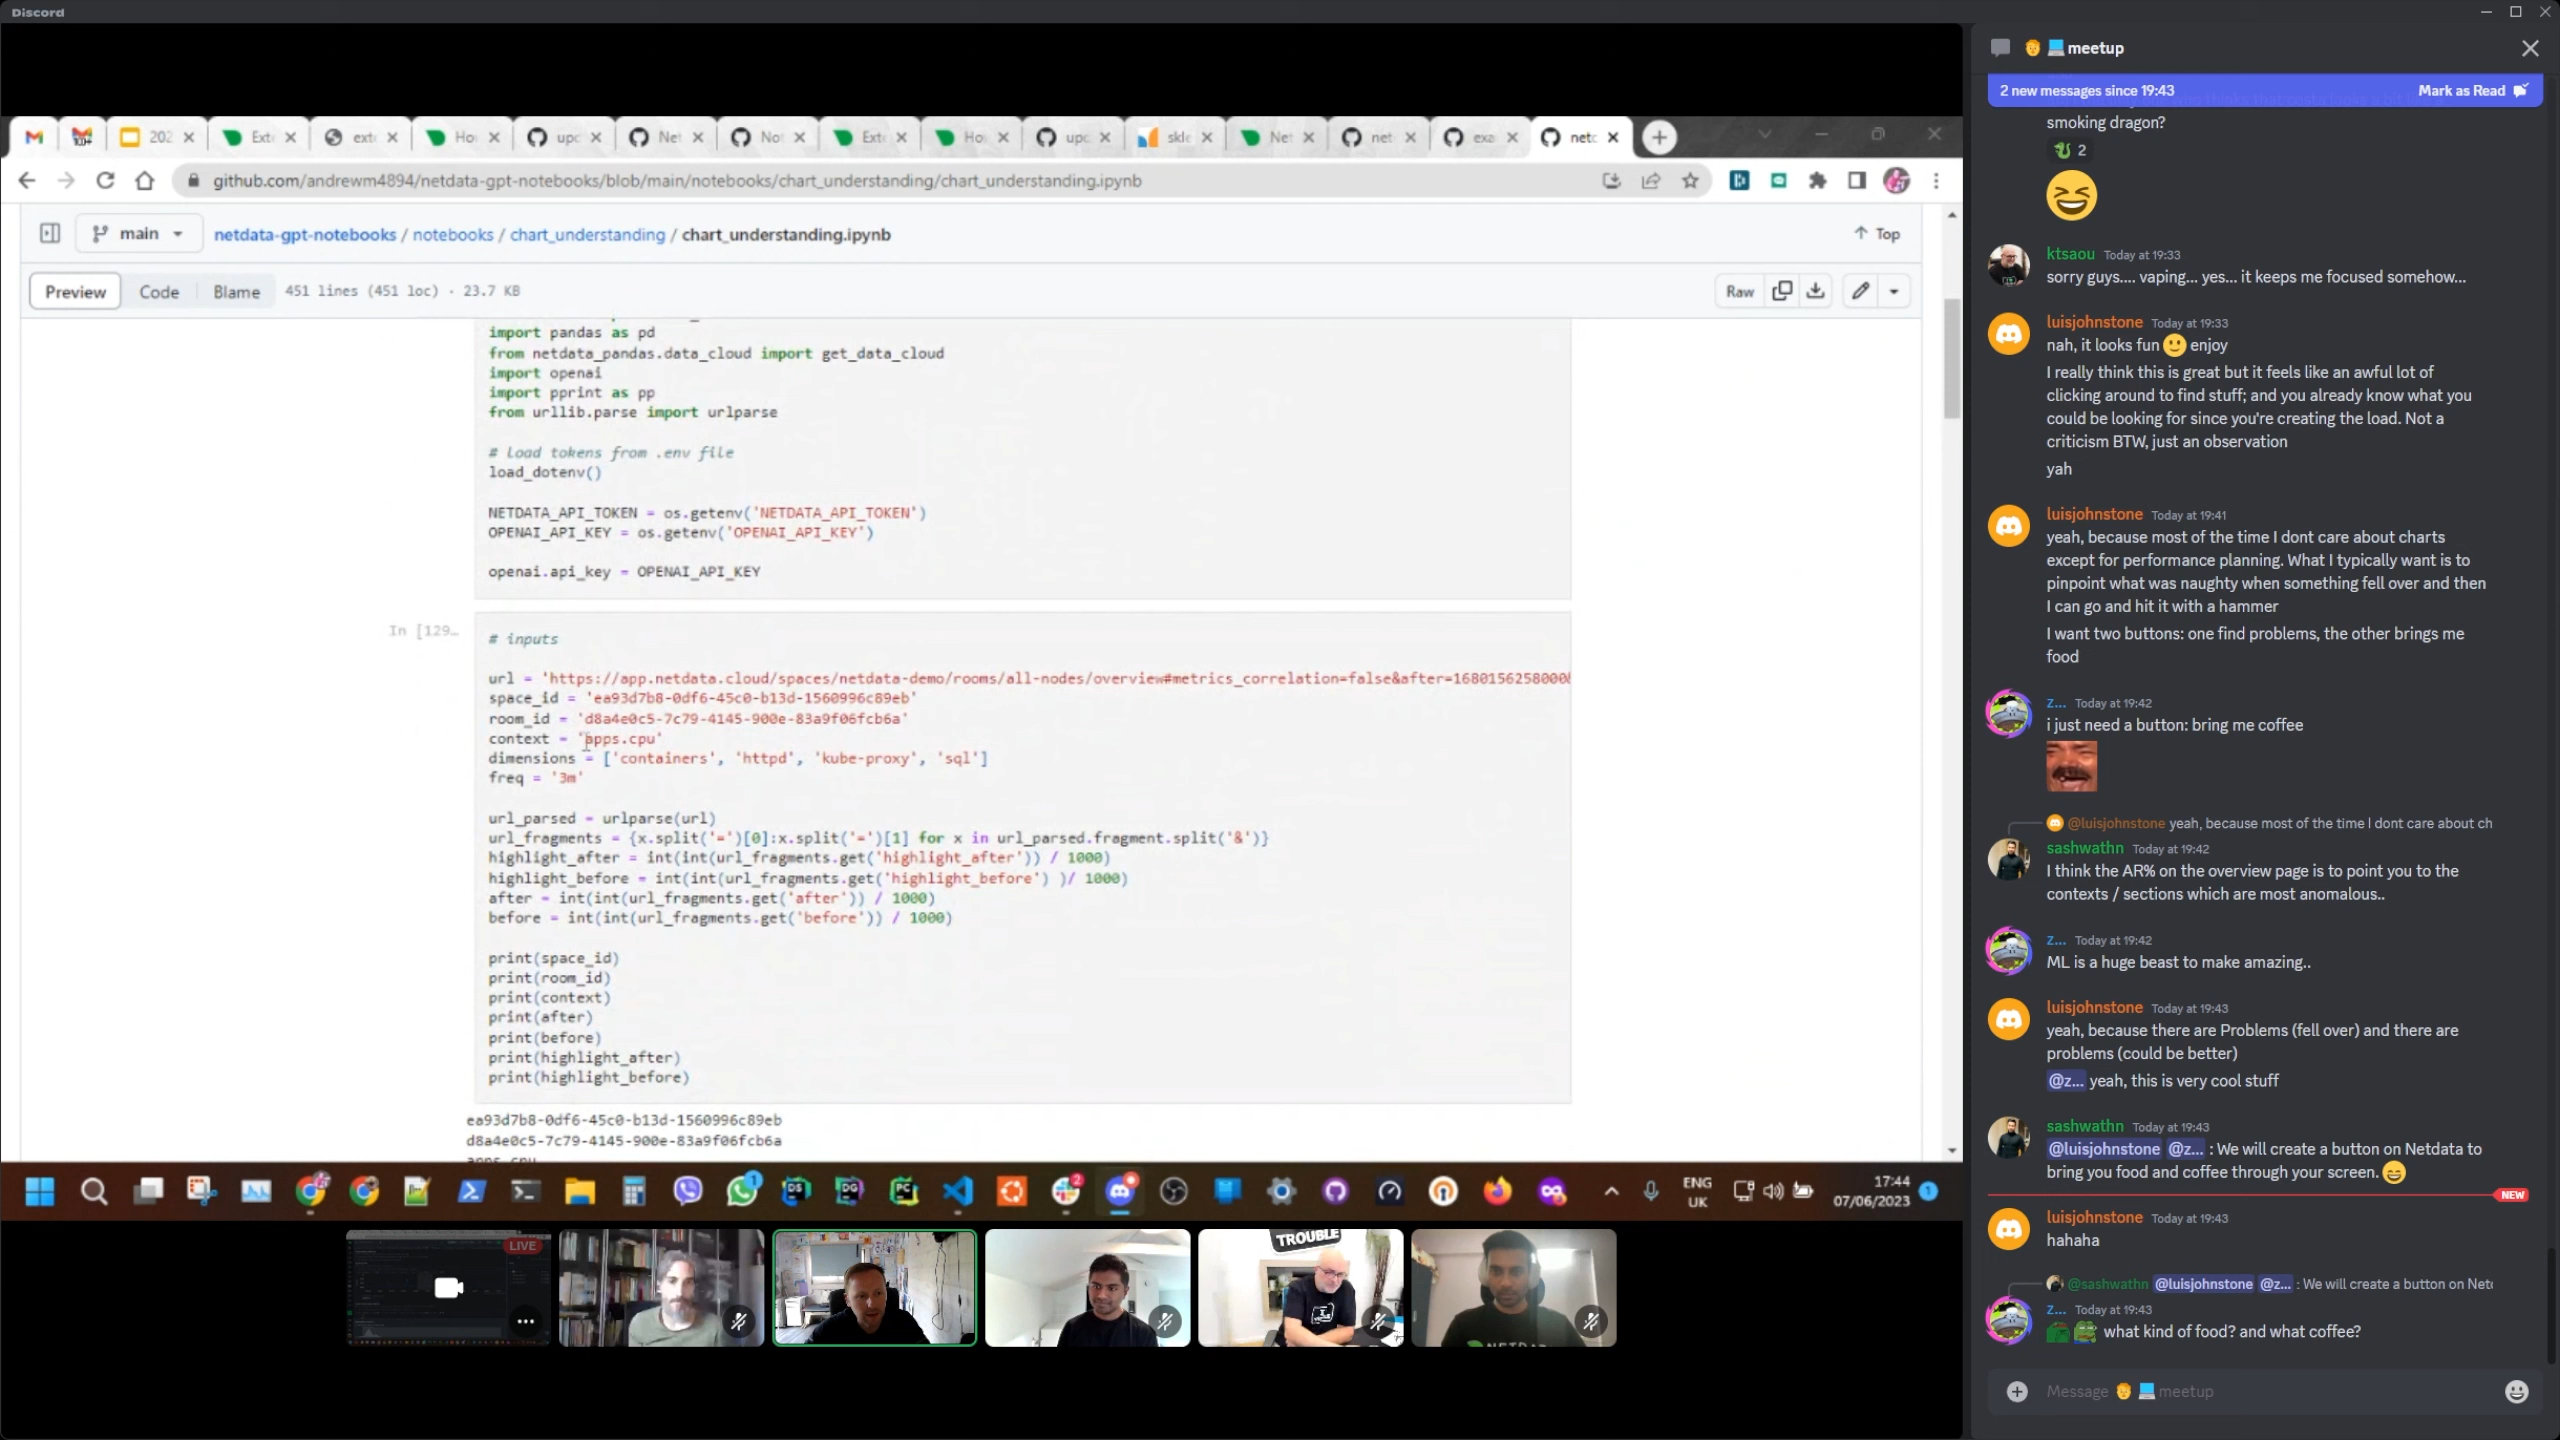 Discord
meetup
2 new messages since 19:43
Mark as Read
202
Ext
ext
Ho
upc
Net
No
Ext
Ho
upc
skle
Net
net
exa
netc
github.com/andrewm4894/netdata-gpt-notebooks/blob/main/notebooks/chart_understanding/chart_understanding.ipynb
main
netdata-gpt-notebooks / notebooks / chart_understanding / chart_understanding.ipynb
Top
Preview
Code
Blame
451 lines (451 loc) · 23.7 KB
Raw
import pandas as pd
from netdata_pandas.data_cloud import get_data_cloud
import openai
import pprint as pp
from urllib.parse import urlparse
# load tokens from .env file
load_dotenv()
NETDATA_API_TOKEN = os.getenv('NETDATA_API_TOKEN')
OPENAI_API_KEY = os.getenv('OPENAI_API_KEY')
openai.api_key = OPENAI_API_KEY
In [129…
# inputs
url = 'https://app.netdata.cloud/spaces/netdata-demo/rooms/all-nodes/overview#metrics_correlation=false&after=1680156258000&
space_id = 'ea93d7b8-0df6-45c0-b13d-1560996c89eb'
room_id = 'd8a4e0c5-7c79-4145-900e-83a9f06fcb6a'
context = 'apps.cpu'
dimensions = ['containers', 'httpd', 'kube-proxy', 'sql']
freq = '3m'
url_parsed = urlparse(url)
url_fragments = {x.split('=')[0]:x.split('=')[1] for x in url_parsed.fragment.split('&')}
highlight_after = int(int(url_fragments.get('highlight_after')) / 1000)
highlight_before = int(int(url_fragments.get('highlight_before') )/ 1000)
after = int(int(url_fragments.get('after')) / 1000)
before = int(int(url_fragments.get('before')) / 1000)
print(space_id)
print(room_id)
print(context)
print(after)
print(before)
print(highlight_after)
print(highlight_before)
ea93d7b8-0df6-45c0-b13d-1560996c89eb
d8a4e0c5-7c79-4145-900e-83a9f06fcb6a
apps.cpu
ENG
UK
17:44
07/06/2023
LIVE
TROUBLE
smoking dragon?
2
ktsaou Today at 19:33
sorry guys.... vaping... yes... it keeps me focused somehow...
luisjohnstone Today at 19:33
nah, it looks fun enjoy
I really think this is great but it feels like an awful lot of
clicking around to find stuff; and you already know what you
could be looking for since you're creating the load. Not a
criticism BTW, just an observation
yah
luisjohnstone Today at 19:41
yeah, because most of the time I dont care about charts
except for performance planning. What I typically want is to
pinpoint what was naughty when something fell over and then
I can go and hit it with a hammer
I want two buttons: one find problems, the other brings me
food
z... Today at 19:42
i just need a button: bring me coffee
@luisjohnstone yeah, because most of the time I dont care about ch
sashwathn Today at 19:42
I think the AR% on the overview page is to point you to the
contexts / sections which are most anomalous..
z... Today at 19:42
ML is a huge beast to make amazing..
luisjohnstone Today at 19:43
yeah, because there are Problems (fell over) and there are
problems (could be better)
@z... yeah, this is very cool stuff
sashwathn Today at 19:43
@luisjohnstone @z... : We will create a button on Netdata to
bring you food and coffee through your screen.
NEW
luisjohnstone Today at 19:43
hahaha
@sashwathn @luisjohnstone @z... : We will create a button on Net
z... Today at 19:43
what kind of food? and what coffee?
Message meetup